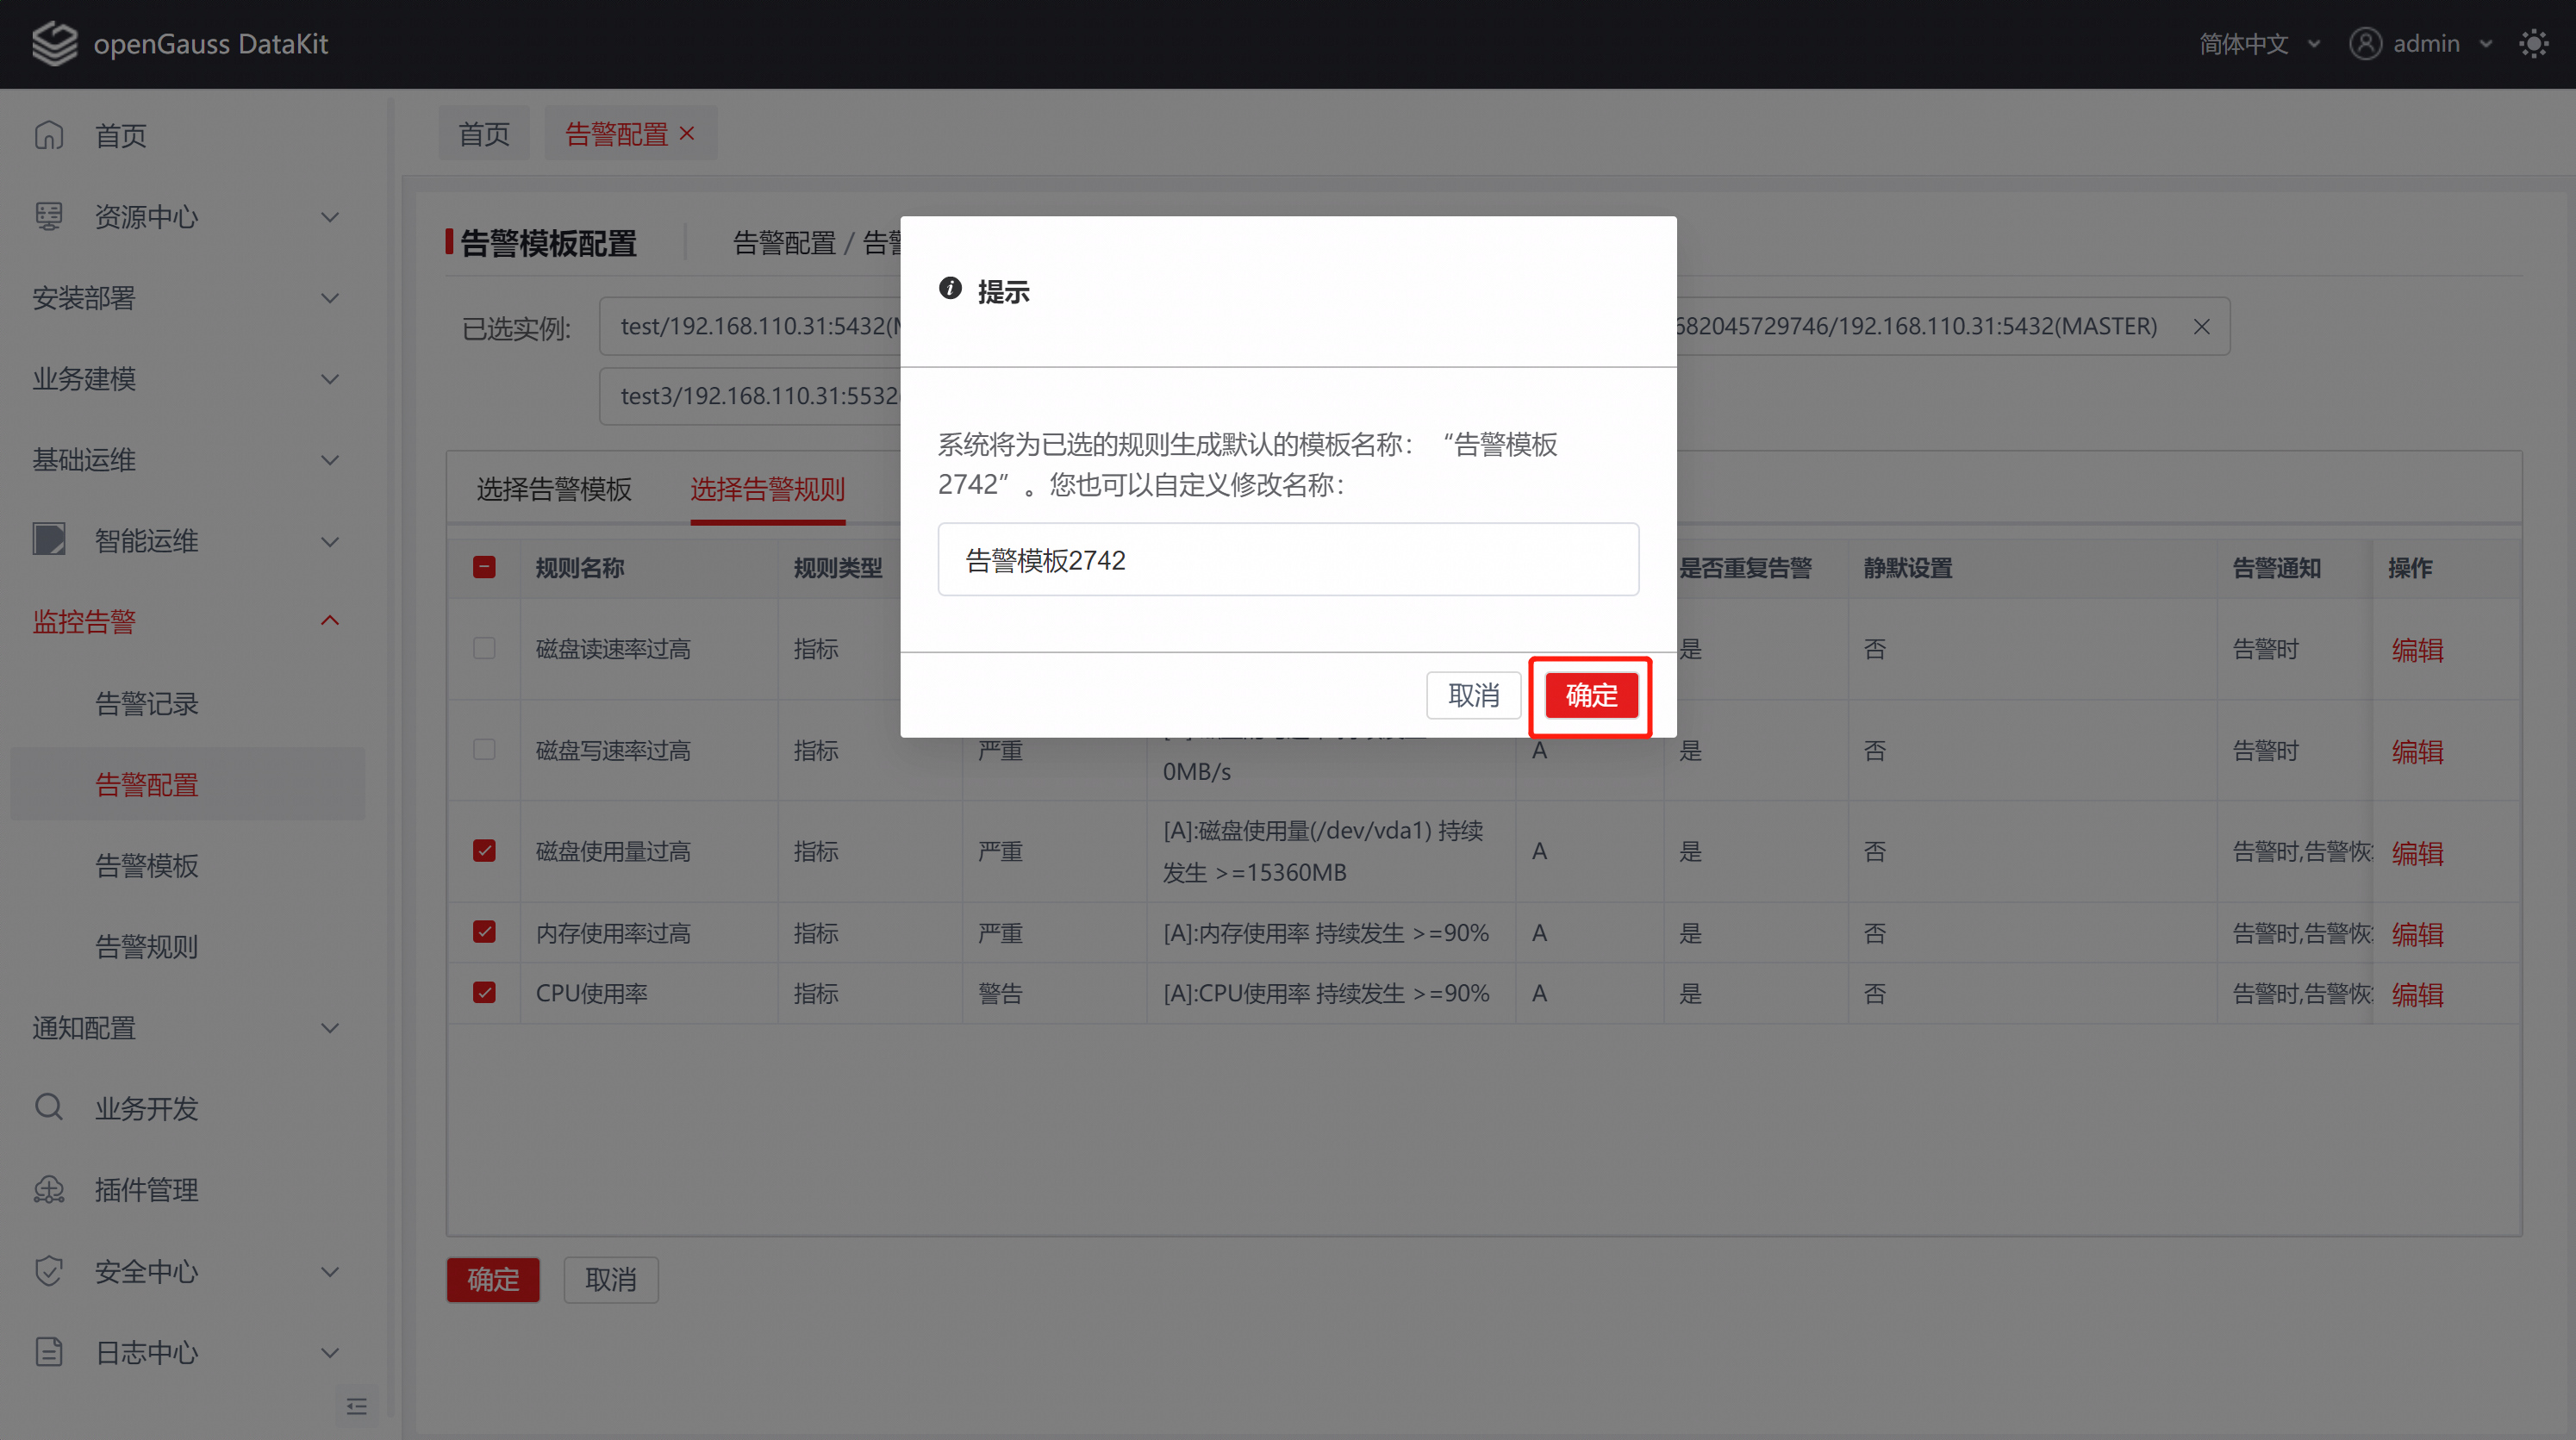 openGauss DataKit
简体中文
admin
首页
资源中心
安装部署
业务建模
基础运维
智能运维
监控告警
告警记录
告警配置
告警模板
告警规则
通知配置
业务开发
插件管理
安全中心
日志中心
首页
告警配置
告警模板配置
告警配置 / 告警
已选实例:
test/192.168.110.31:5432(
682045729746/192.168.110.31:5432(MASTER)
test3/192.168.110.31:5532
选择告警模板
选择告警规则
规则名称 规则类型 是否重复告警 静默设置 告警通知 操作
磁盘读速率过高 指标 是 否 告警时 编辑
磁盘写速率过高 指标 严重 A 是 否 告警时 编辑
0MB/s
磁盘使用量过高 指标 严重 [A]:磁盘使用量(/dev/vda1) 持续 A 是 否 告警时,告警恢 编辑
发生 >=15360MB
内存使用率过高 指标 严重 [A]:内存使用率 持续发生 >=90% A 是 否 告警时,告警恢 编辑
CPU使用率 指标 警告 [A]:CPU使用率 持续发生 >=90% A 是 否 告警时,告警恢 编辑
确定
取消
提示
系统将为已选的规则生成默认的模板名称：“告警模板
2742”。您也可以自定义修改名称：
告警模板2742
取消
确定